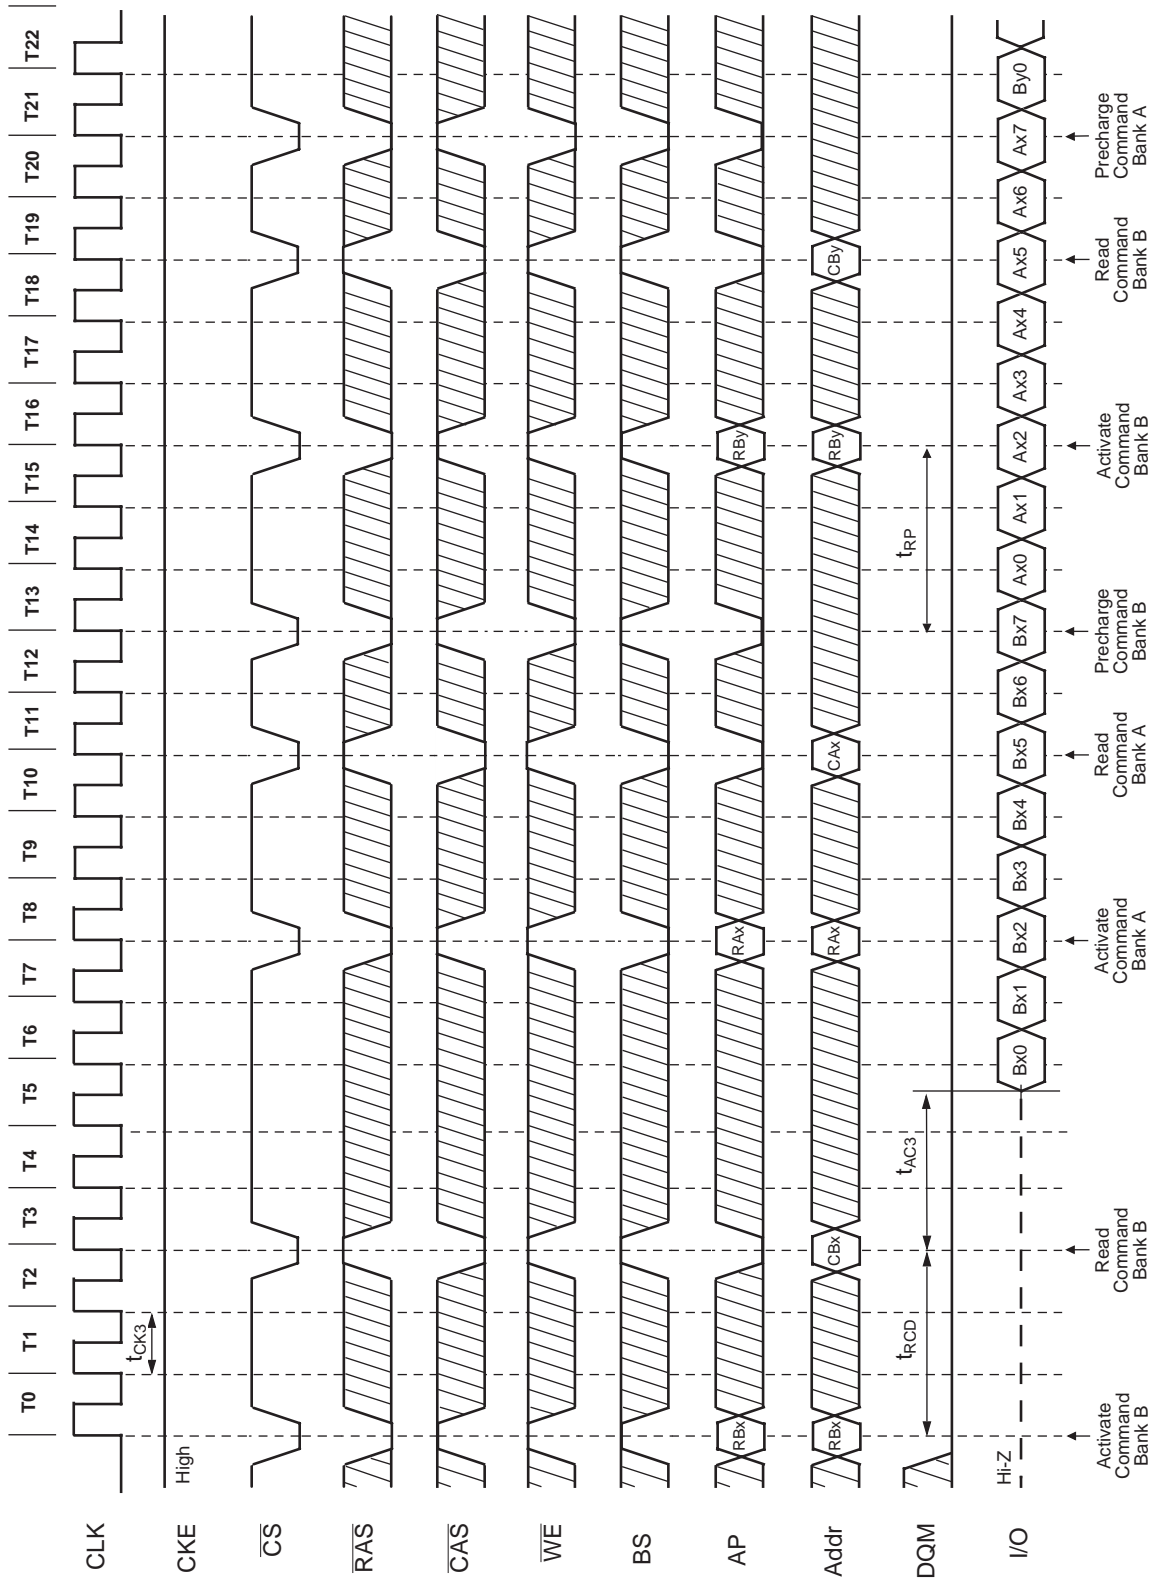 T0 T1 T2 T3 T4 T5 T6 T7 T8 T9 T10 T11 T12 T13 T14 T15 T16 T17 T18 T19 T20 T21 T22
CLK
tCK3
CKE
High
CS
RAS
CAS
WE
BS
AP
RBx RAx RBy
Addr
RBx CBx RAx CAx RBy CBy
DQM
tRCD tAC3 tRP
I/O
Hi-Z
Bx0 Bx1 Bx2 Bx3 Bx4 Bx5 Bx6 Bx7 Ax0 Ax1 Ax2 Ax3 Ax4 Ax5 Ax6 Ax7 By0
Activate
Command
Bank B
Read
Command
Bank B
Activate
Command
Bank A
Read
Command
Bank A
Precharge
Command
Bank B
Activate
Command
Bank B
Read
Command
Bank B
Precharge
Command
Bank A